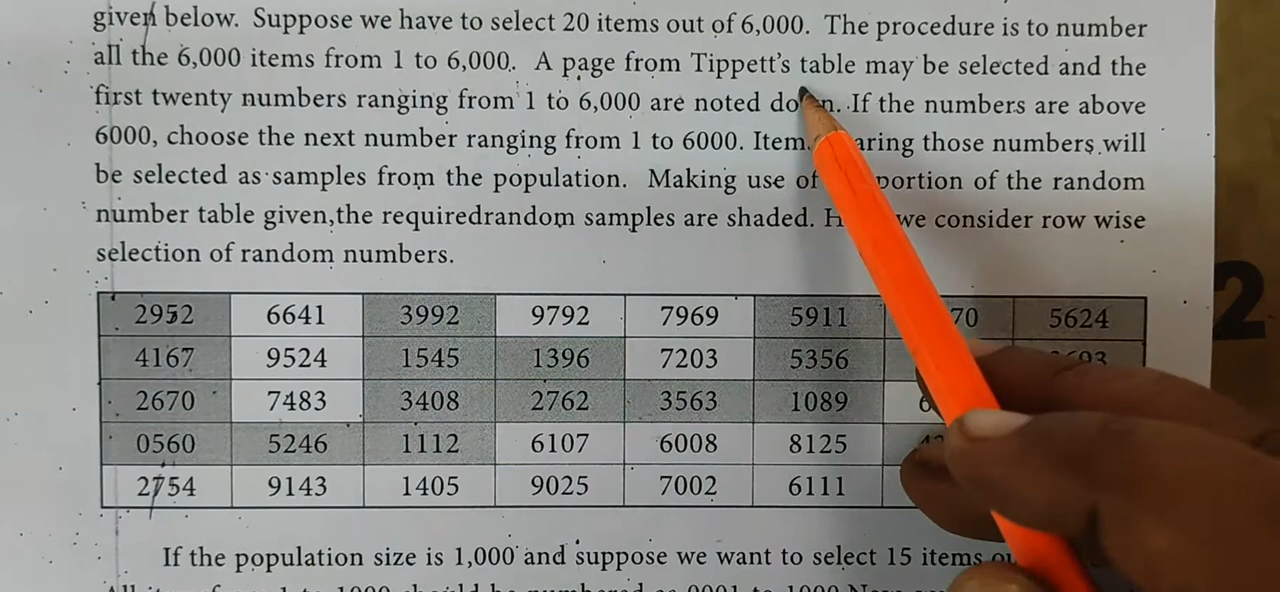 given below. Suppose we have to select 20 items out of 6,000. The procedure is to number
all the 6,000 items from 1 to 6,000. A page from Tippett's table may be selected and the
first twenty numbers ranging from 1 to 6,000 are noted . If the numbers are above
6000, choose the next number ranging from 1 to 6000. those numbers will
be selected as samples from the population. Making use of portion of the random
number table given,the requiredrandom samples are shaded. we consider row wise
selection of random numbers.
2952 6641 3992 9792 7969 5911 5624
4167 9524 1545 1396 7203 5356
2670 7483 3408 2762 3563 1089
0560 5246 1112 6107 6008 8125
2754 9143 1405 9025 7002 6111
If the population size is 1,000 and suppose we want to select 15 items